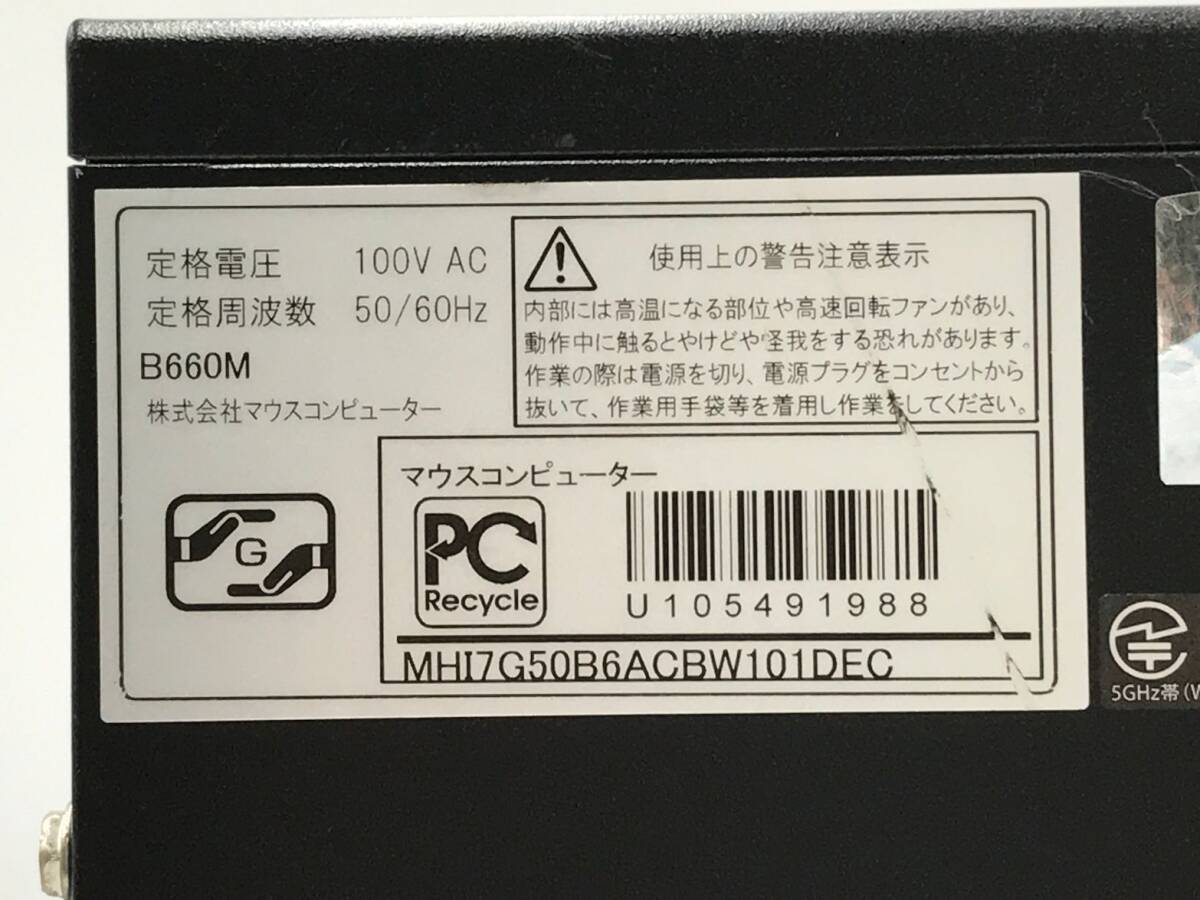 定格電圧 100V AC
定格周波数 50/60Hz
B660M
株式会社マウスコンピューター
使用上の警告注意表示
内部には高温になる部位や高速回転ファンがあり、
動作中に触るとやけどや怪我をする恐れがあります。
作業の際は電源を切り、電源プラグをコンセントから
抜いて、作業用手袋等を着用し作業をしてください。
G
マウスコンピューター
PC
Recycle
U105491988
MHI7G50B6ACBW101DEC
5GHz帯(W